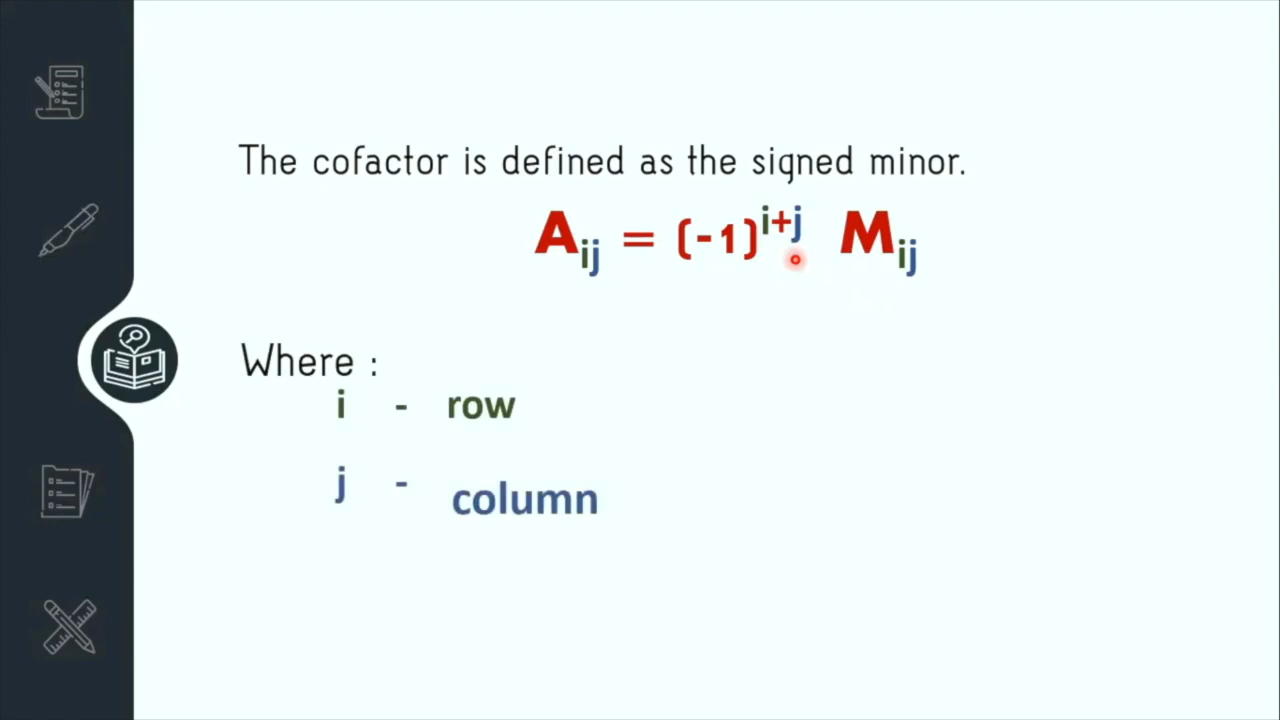 The cofactor is defined as the signed minor.
Aij = (-1)i+j Mij
Where :
i - row
j - column